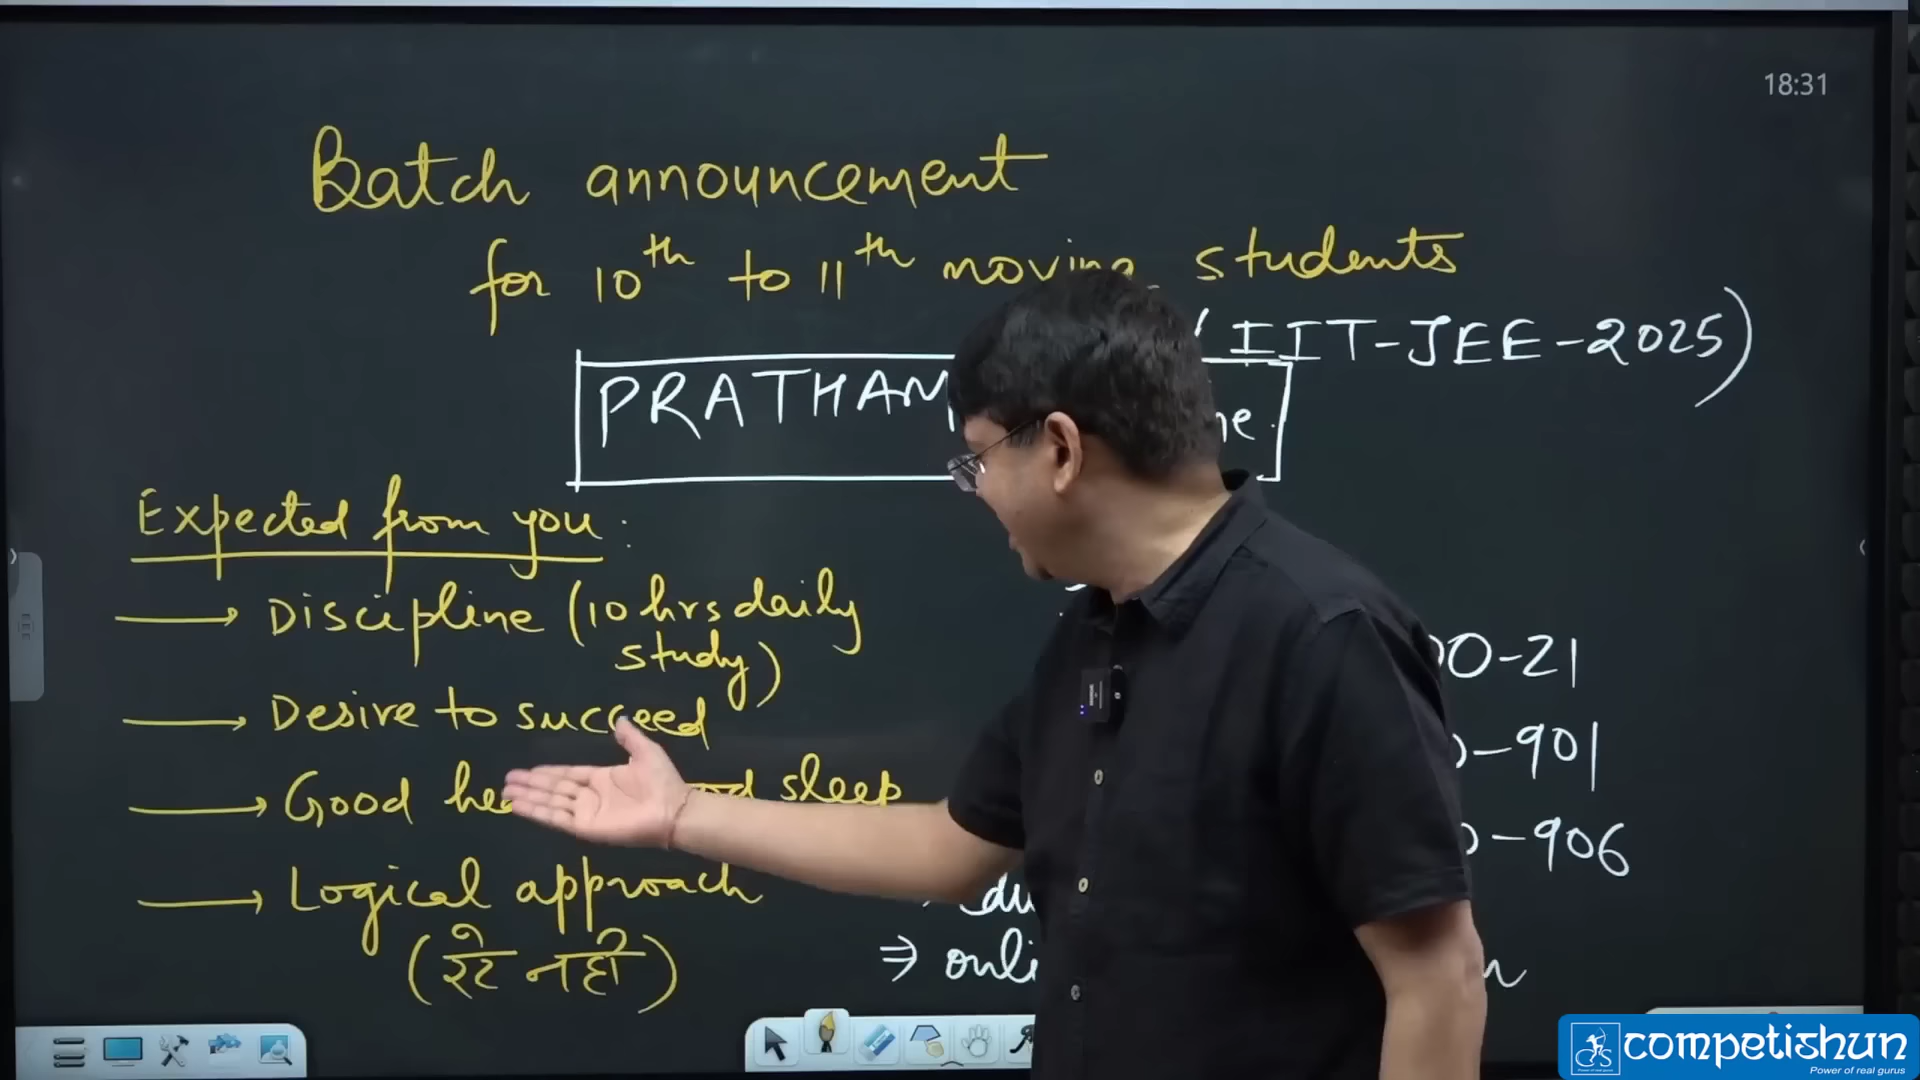 18:31
Batch announcement
for 10th to 11th moving students
(IIT-JEE-2025)
PRATHAM
Expected from you :
→ Discipline (10 hrs daily
study)
→ Desire to succeed
→ Good sleep
→ Logical approach
(रटे नहीं)
00-21
-901
-906
⇒
competishun
Power of real gurus